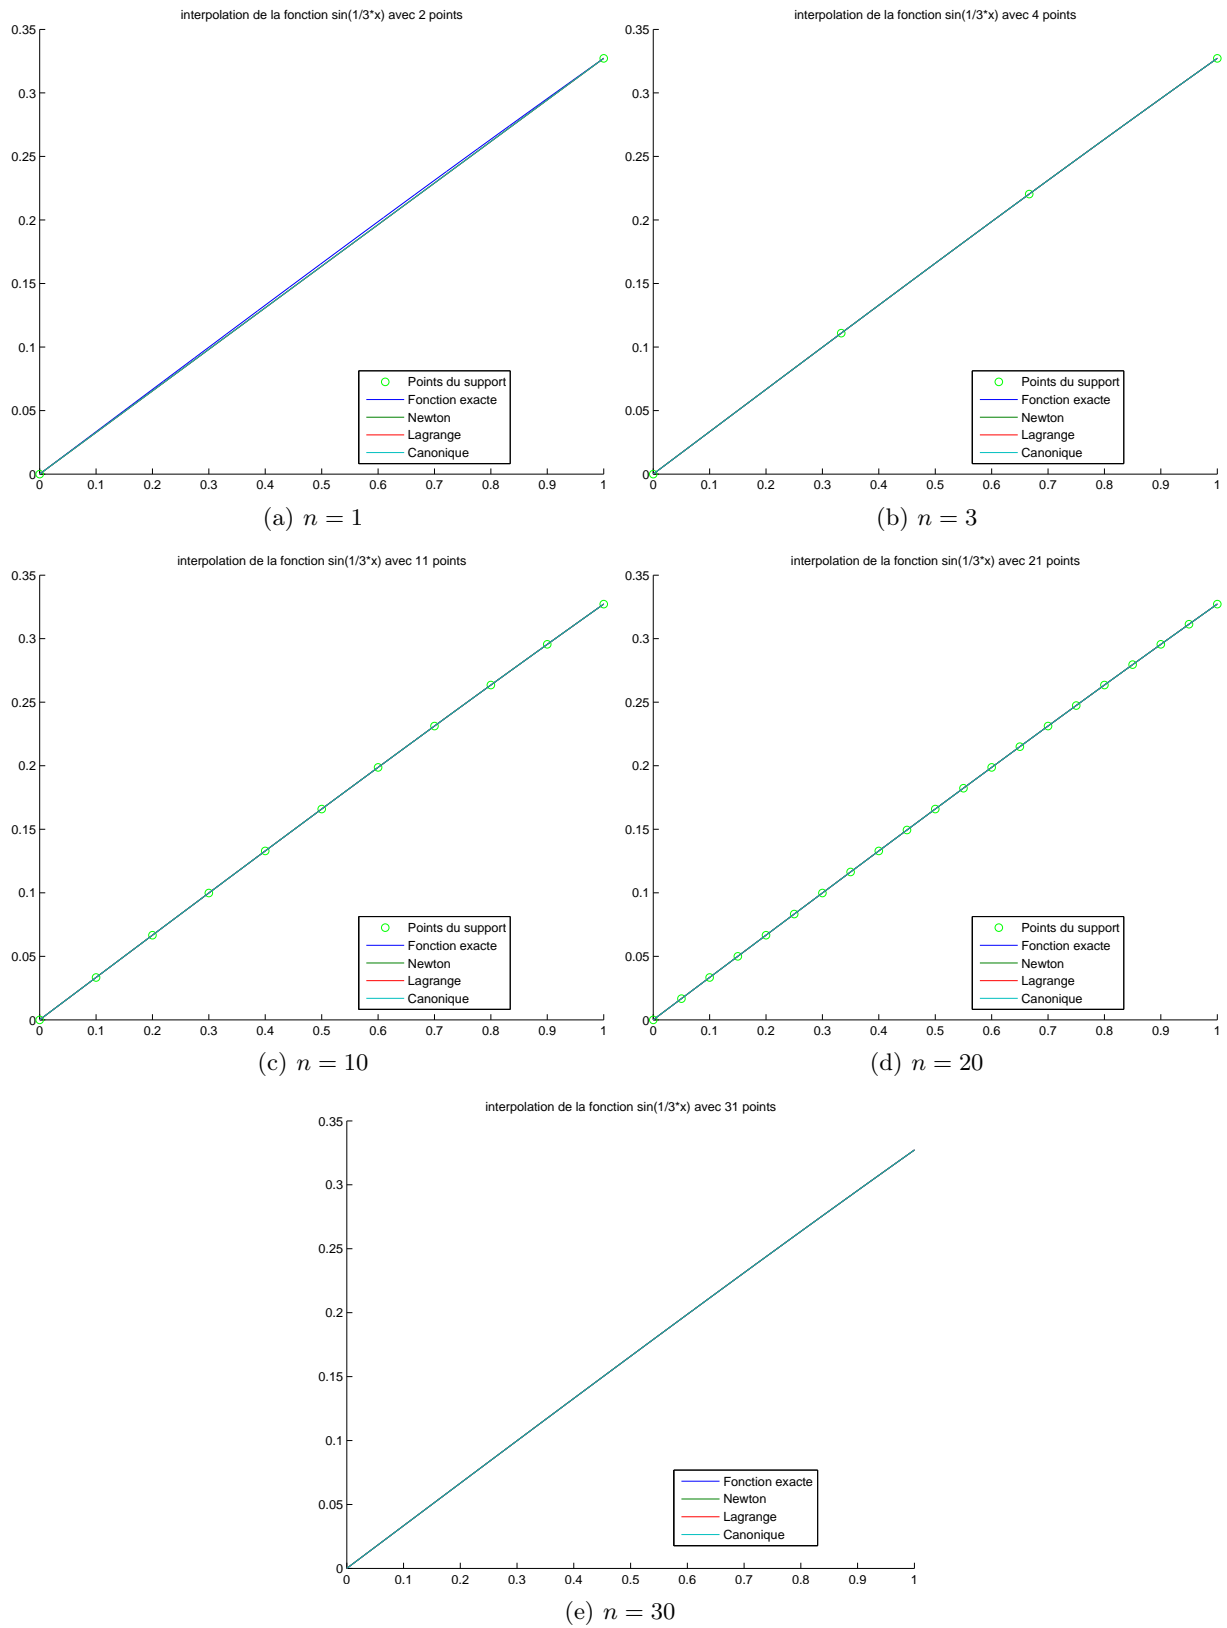 interpolation de la fonction sin(1/3*x) avec 2 points
0.35
0.3
0.25
0.2
0.15
0.1
0.05
0
0 0.1 0.2 0.3 0.4 0.5 0.6 0.7 0.8 0.9 1
Points du support
Fonction exacte
Newton
Lagrange
Canonique
(a) n = 1
interpolation de la fonction sin(1/3*x) avec 4 points
0.35
0.3
0.25
0.2
0.15
0.1
0.05
0
0 0.1 0.2 0.3 0.4 0.5 0.6 0.7 0.8 0.9 1
Points du support
Fonction exacte
Newton
Lagrange
Canonique
(b) n = 3
interpolation de la fonction sin(1/3*x) avec 11 points
0.35
0.3
0.25
0.2
0.15
0.1
0.05
0
0 0.1 0.2 0.3 0.4 0.5 0.6 0.7 0.8 0.9 1
Points du support
Fonction exacte
Newton
Lagrange
Canonique
(c) n = 10
interpolation de la fonction sin(1/3*x) avec 21 points
0.35
0.3
0.25
0.2
0.15
0.1
0.05
0
0 0.1 0.2 0.3 0.4 0.5 0.6 0.7 0.8 0.9 1
Points du support
Fonction exacte
Newton
Lagrange
Canonique
(d) n = 20
interpolation de la fonction sin(1/3*x) avec 31 points
0.35
0.3
0.25
0.2
0.15
0.1
0.05
0
0 0.1 0.2 0.3 0.4 0.5 0.6 0.7 0.8 0.9 1
Fonction exacte
Newton
Lagrange
Canonique
(e) n = 30